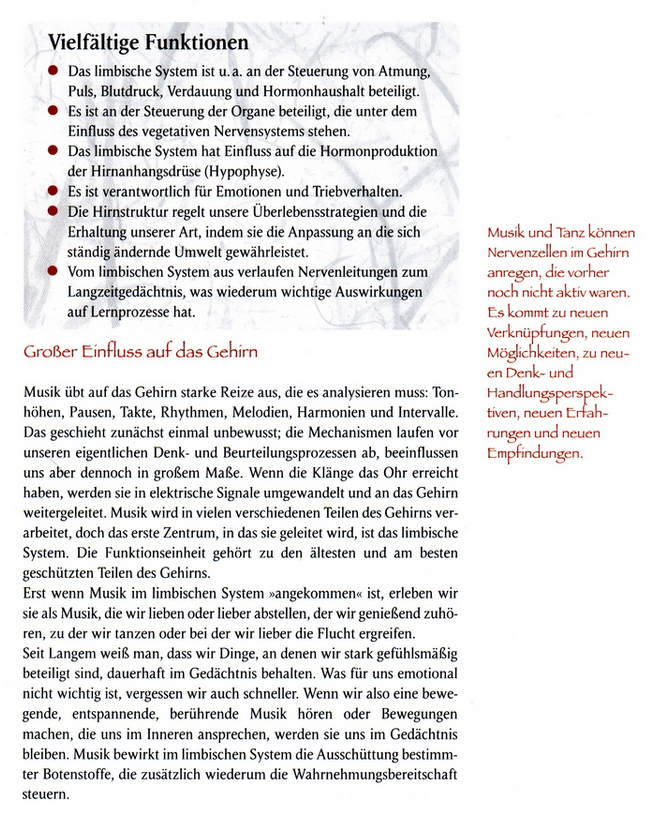 Vielfältige Funktionen
● Das limbische System ist u. a. an der Steuerung von Atmung,
Puls, Blutdruck, Verdauung und Hormonhaushalt beteiligt.
● Es ist an der Steuerung der Organe beteiligt, die unter dem
Einfluss des vegetativen Nervensystems stehen.
● Das limbische System hat Einfluss auf die Hormonproduktion
der Hirnanhangsdrüse (Hypophyse).
● Es ist verantwortlich für Emotionen und Triebverhalten.
● Die Hirnstruktur regelt unsere Überlebensstrategien und die
Erhaltung unserer Art, indem sie die Anpassung an die sich
ständig ändernde Umwelt gewährleistet.
● Vom limbischen System aus verlaufen Nervenleitungen zum
Langzeitgedächtnis, was wiederum wichtige Auswirkungen
auf Lernprozesse hat.
Großer Einfluss auf das Gehirn
Musik übt auf das Gehirn starke Reize aus, die es analysieren muss: Ton-
höhen, Pausen, Takte, Rhythmen, Melodien, Harmonien und Intervalle.
Das geschieht zunächst einmal unbewusst; die Mechanismen laufen vor
unseren eigentlichen Denk- und Beurteilungsprozessen ab, beeinflussen
uns aber dennoch in großem Maße. Wenn die Klänge das Ohr erreicht
haben, werden sie in elektrische Signale umgewandelt und an das Gehirn
weitergeleitet. Musik wird in vielen verschiedenen Teilen des Gehirns ver-
arbeitet, doch das erste Zentrum, in das sie geleitet wird, ist das limbische
System. Die Funktionseinheit gehört zu den ältesten und am besten
geschützten Teilen des Gehirns.
Erst wenn Musik im limbischen System »angekommen« ist, erleben wir
sie als Musik, die wir lieben oder lieber abstellen, der wir genießend zuhö-
ren, zu der wir tanzen oder bei der wir lieber die Flucht ergreifen.
Seit Langem weiß man, dass wir Dinge, an denen wir stark gefühlsmäßig
beteiligt sind, dauerhaft im Gedächtnis behalten. Was für uns emotional
nicht wichtig ist, vergessen wir auch schneller. Wenn wir also eine bewe-
gende, entspannende, berührende Musik hören oder Bewegungen
machen, die uns im Inneren ansprechen, werden sie uns im Gedächtnis
bleiben. Musik bewirkt im limbischen System die Ausschüttung bestimm-
ter Botenstoffe, die zusätzlich wiederum die Wahrnehmungsbereitschaft
steuern.
Musik und Tanz können
Nervenzellen im Gehirn
anregen, die vorher
noch nicht aktiv waren.
Es kommt zu neuen
Verknüpfungen, neuen
Möglichkeiten, zu neu-
en Denk- und
Handlungsperspek-
tiven, neuen Erfah-
rungen und neuen
Empfindungen.